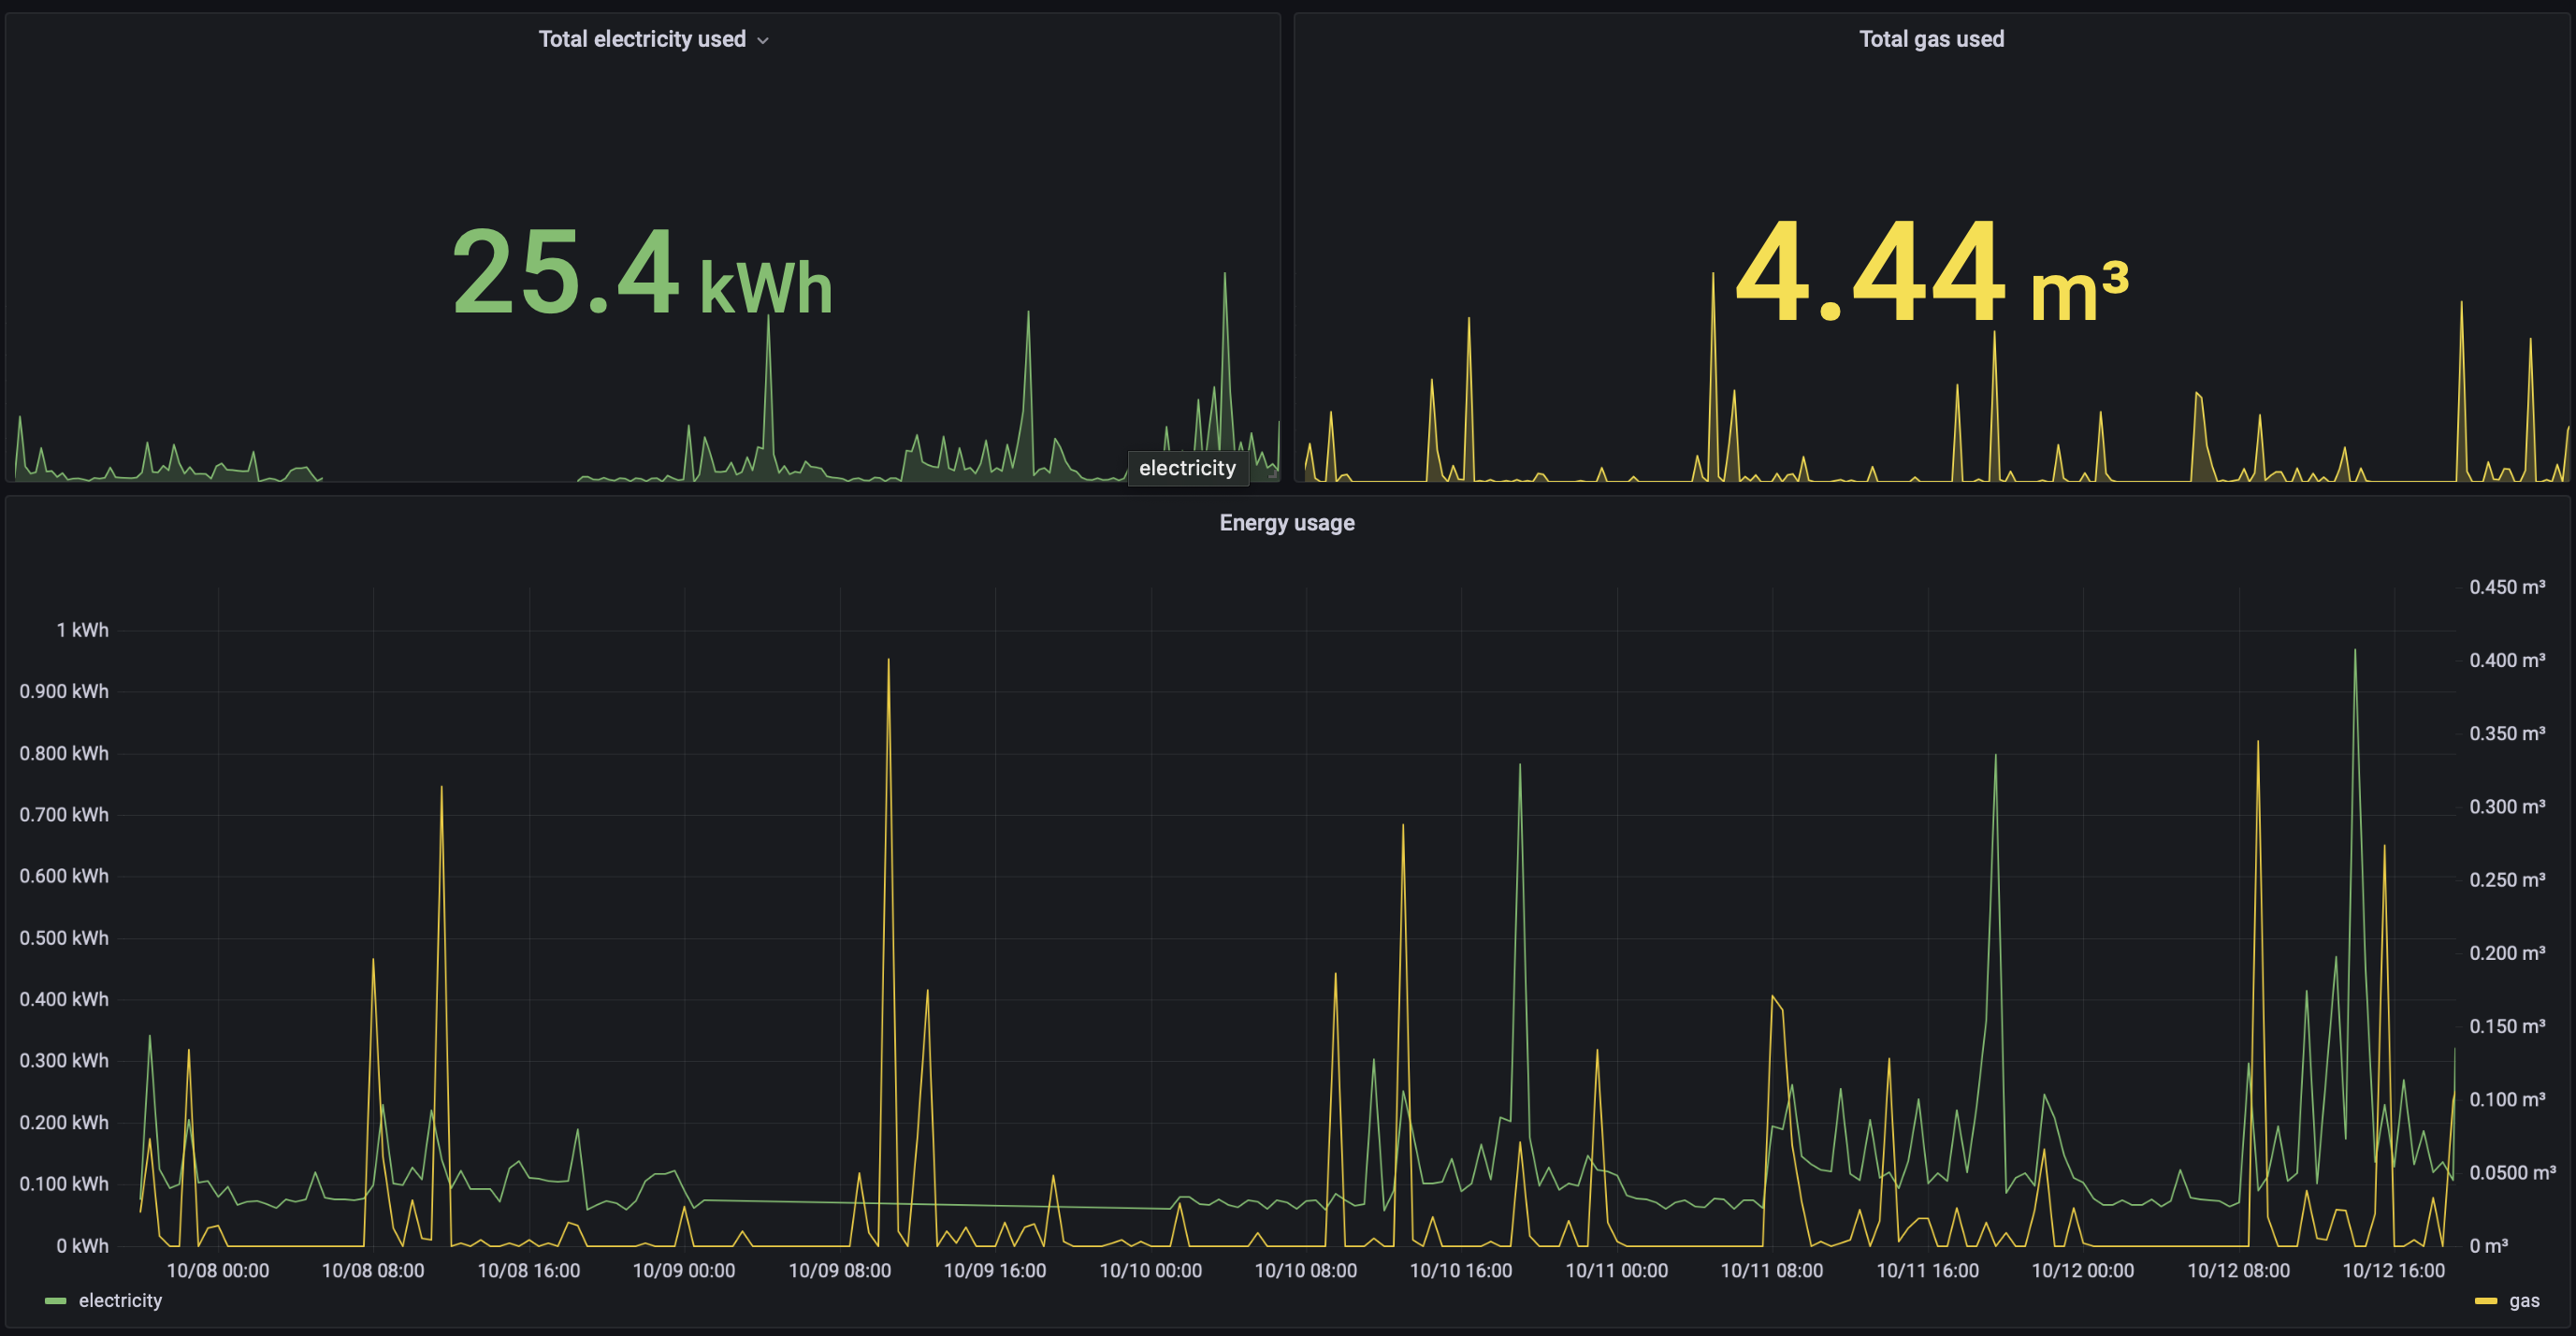 Total electricity used
Total gas used
25.4 kWh
4.44 m³
electricity
Energy usage
1 kWh
0.900 kWh
0.800 kWh
0.700 kWh
0.600 kWh
0.500 kWh
0.400 kWh
0.300 kWh
0.200 kWh
0.100 kWh
0 kWh
0.450 m³
0.400 m³
0.350 m³
0.300 m³
0.250 m³
0.200 m³
0.150 m³
0.100 m³
0.0500 m³
0 m³
10/08 00:00 10/08 08:00 10/08 16:00 10/09 00:00 10/09 08:00 10/09 16:00 10/10 00:00 10/10 08:00 10/10 16:00 10/11 00:00 10/11 08:00 10/11 16:00 10/12 00:00 10/12 08:00 10/12 16:00
electricity
gas